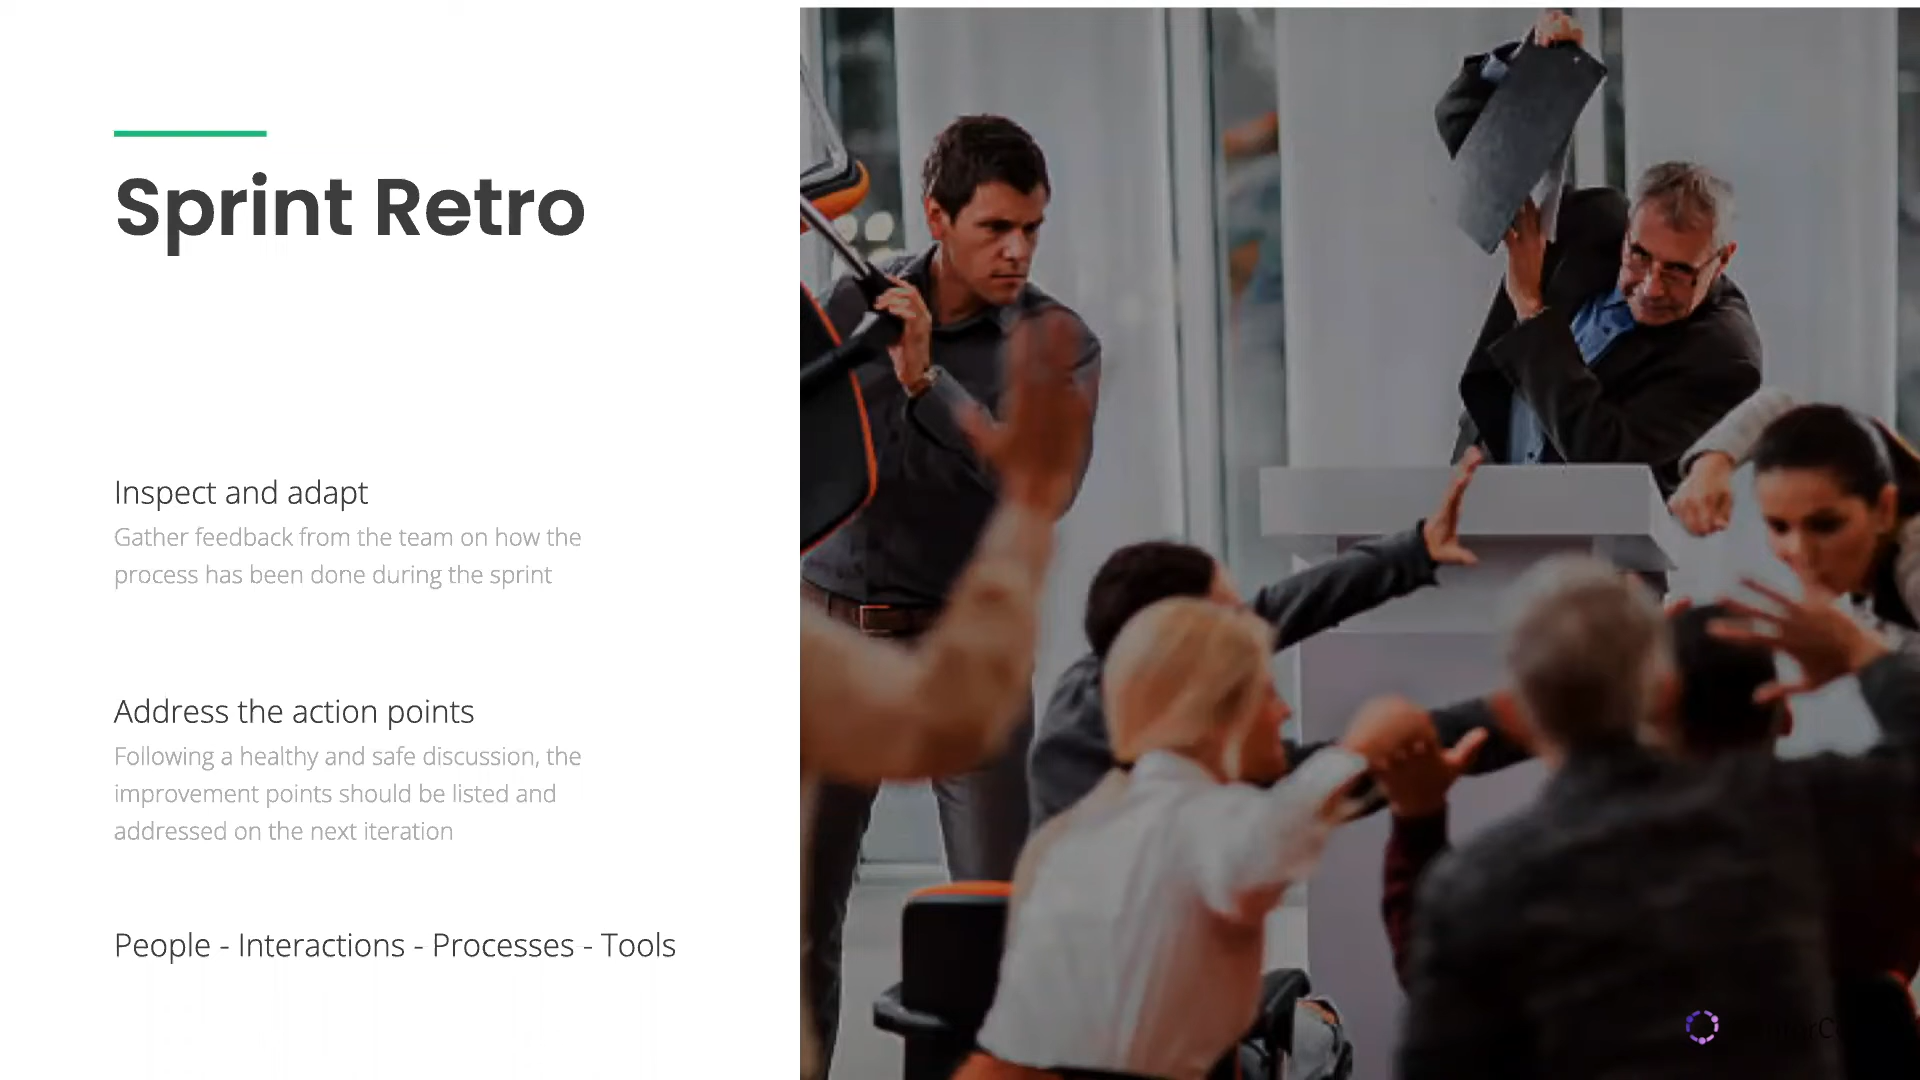 Sprint Retro
Inspect and adapt
Gather feedback from the team on how the
process has been done during the sprint
Address the action points
Following a healthy and safe discussion, the
improvement points should be listed and
addressed on the next iteration
People - Interactions - Processes - Tools